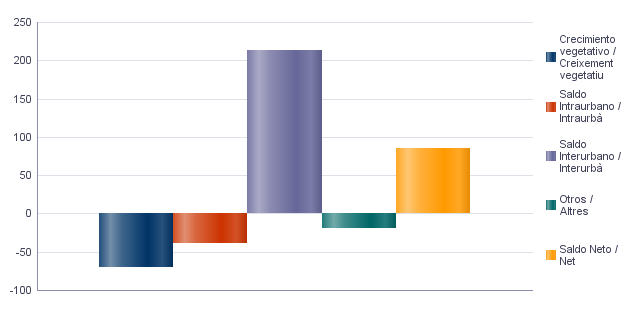 250
200
150
100
50
0
-50
-100
Crecimiento
vegetativo /
Creixement
vegetatiu
Saldo
Intraurbano /
Intraurbà
Saldo
Interurbano /
Interurbà
Otros /
Altres
Saldo Neto /
Net